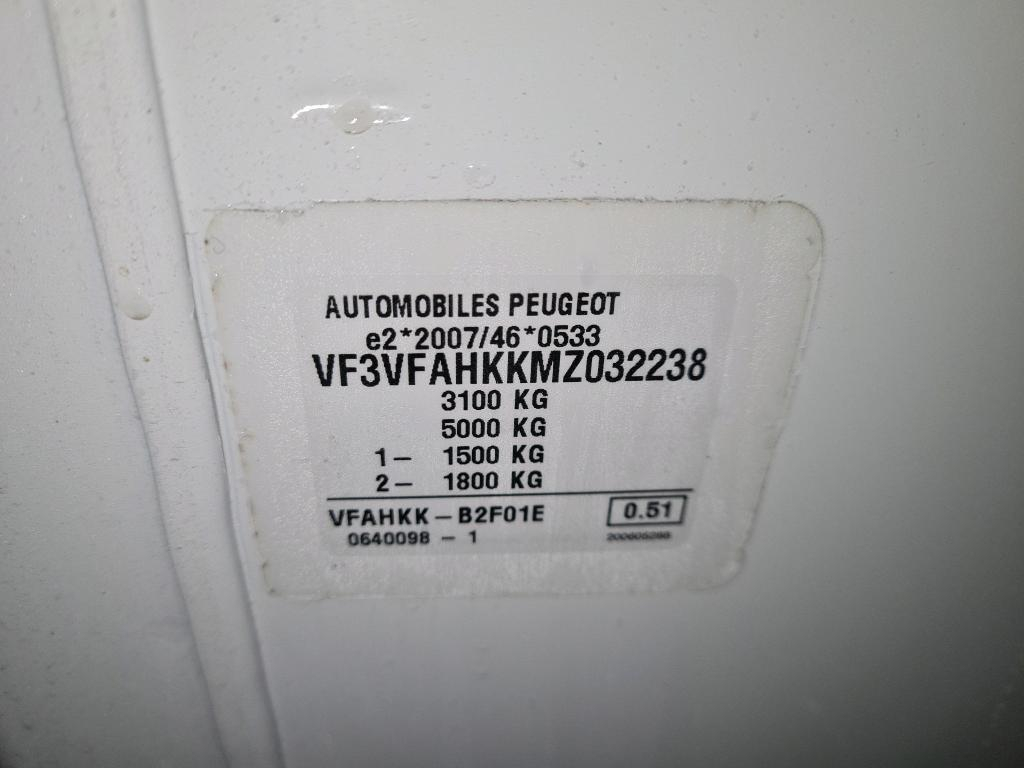 AUTOMOBILES PEUGEOT
e2*2007/46*0533
VF3VFAHKKMZ032238
3100 KG
5000 KG
1- 1500 KG
2- 1800 KG
VFAHKK-B2F01E 0.51
0640098 - 1